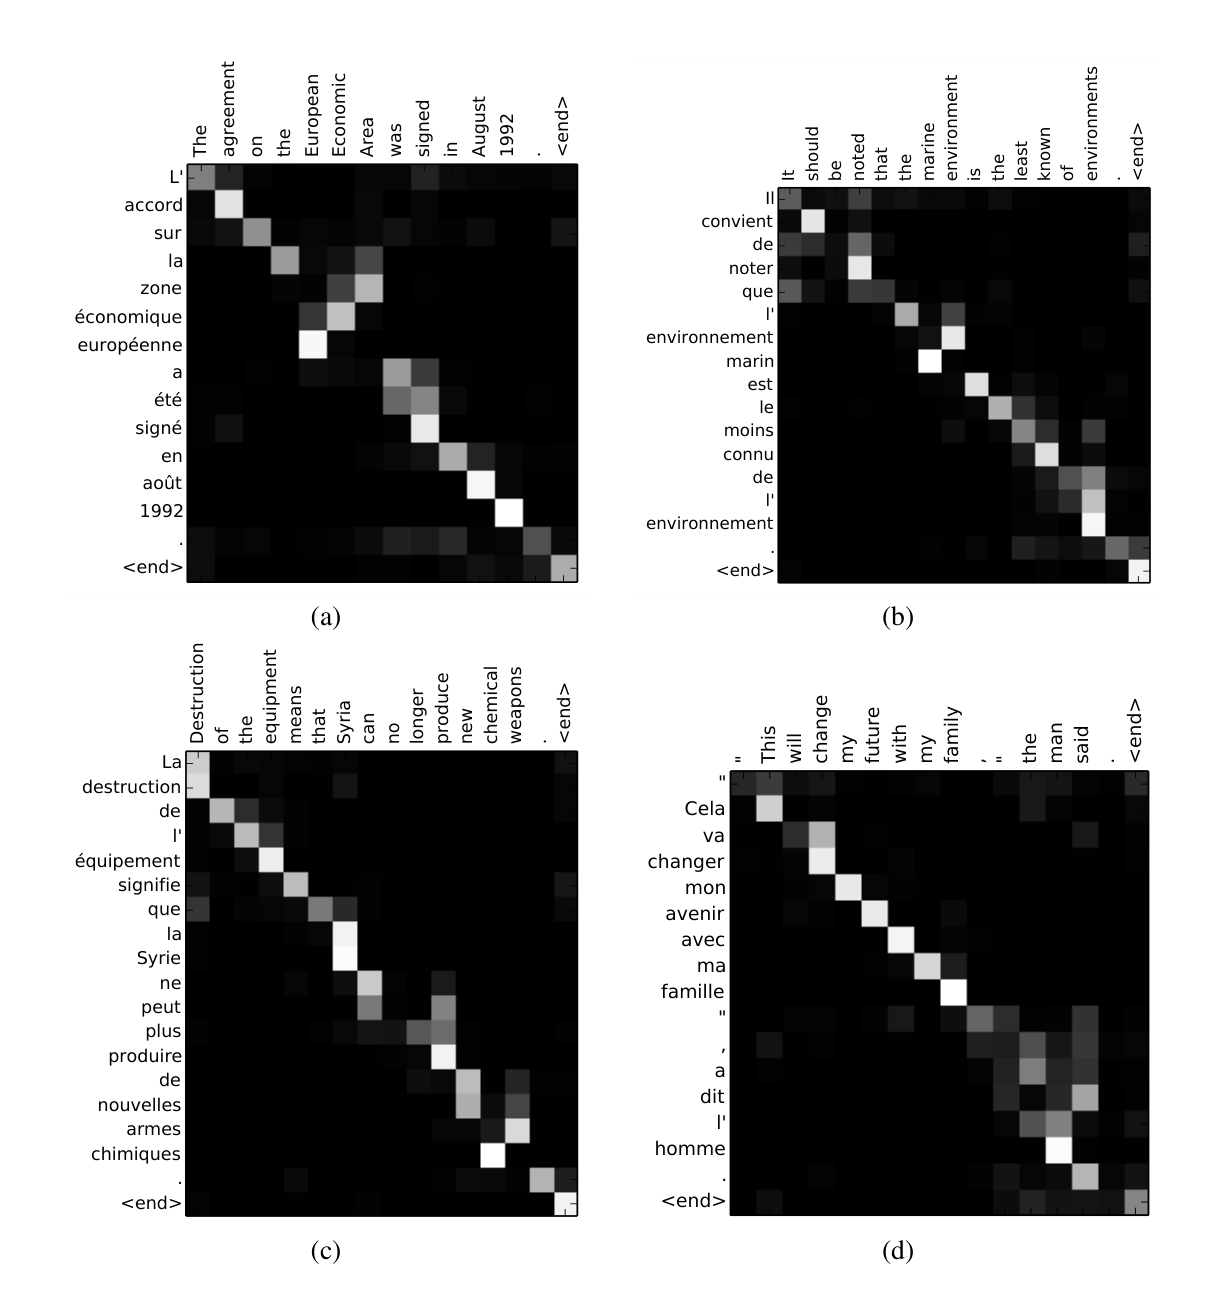 The
agreement
on
the
European
Economic
Area
was
signed
in
August
1992
.
<end>
L'
accord
sur
la
zone
économique
européenne
a
été
signé
en
août
1992
.
<end>
(a)
It
should
be
noted
that
the
marine
environment
is
the
least
known
of
environments
.
<end>
Il
convient
de
noter
que
l'
environnement
marin
est
le
moins
connu
de
l'
environnement
.
<end>
(b)
Destruction
of
the
equipment
means
that
Syria
can
no
longer
produce
new
chemical
weapons
.
<end>
La
destruction
de
l'
équipement
signifie
que
la
Syrie
ne
peut
plus
produire
de
nouvelles
armes
chimiques
.
<end>
(c)
"
This
will
change
my
future
with
my
family
,
"
the
man
said
.
<end>
"
Cela
va
changer
mon
avenir
avec
ma
famille
"
,
a
dit
l'
homme
.
<end>
(d)